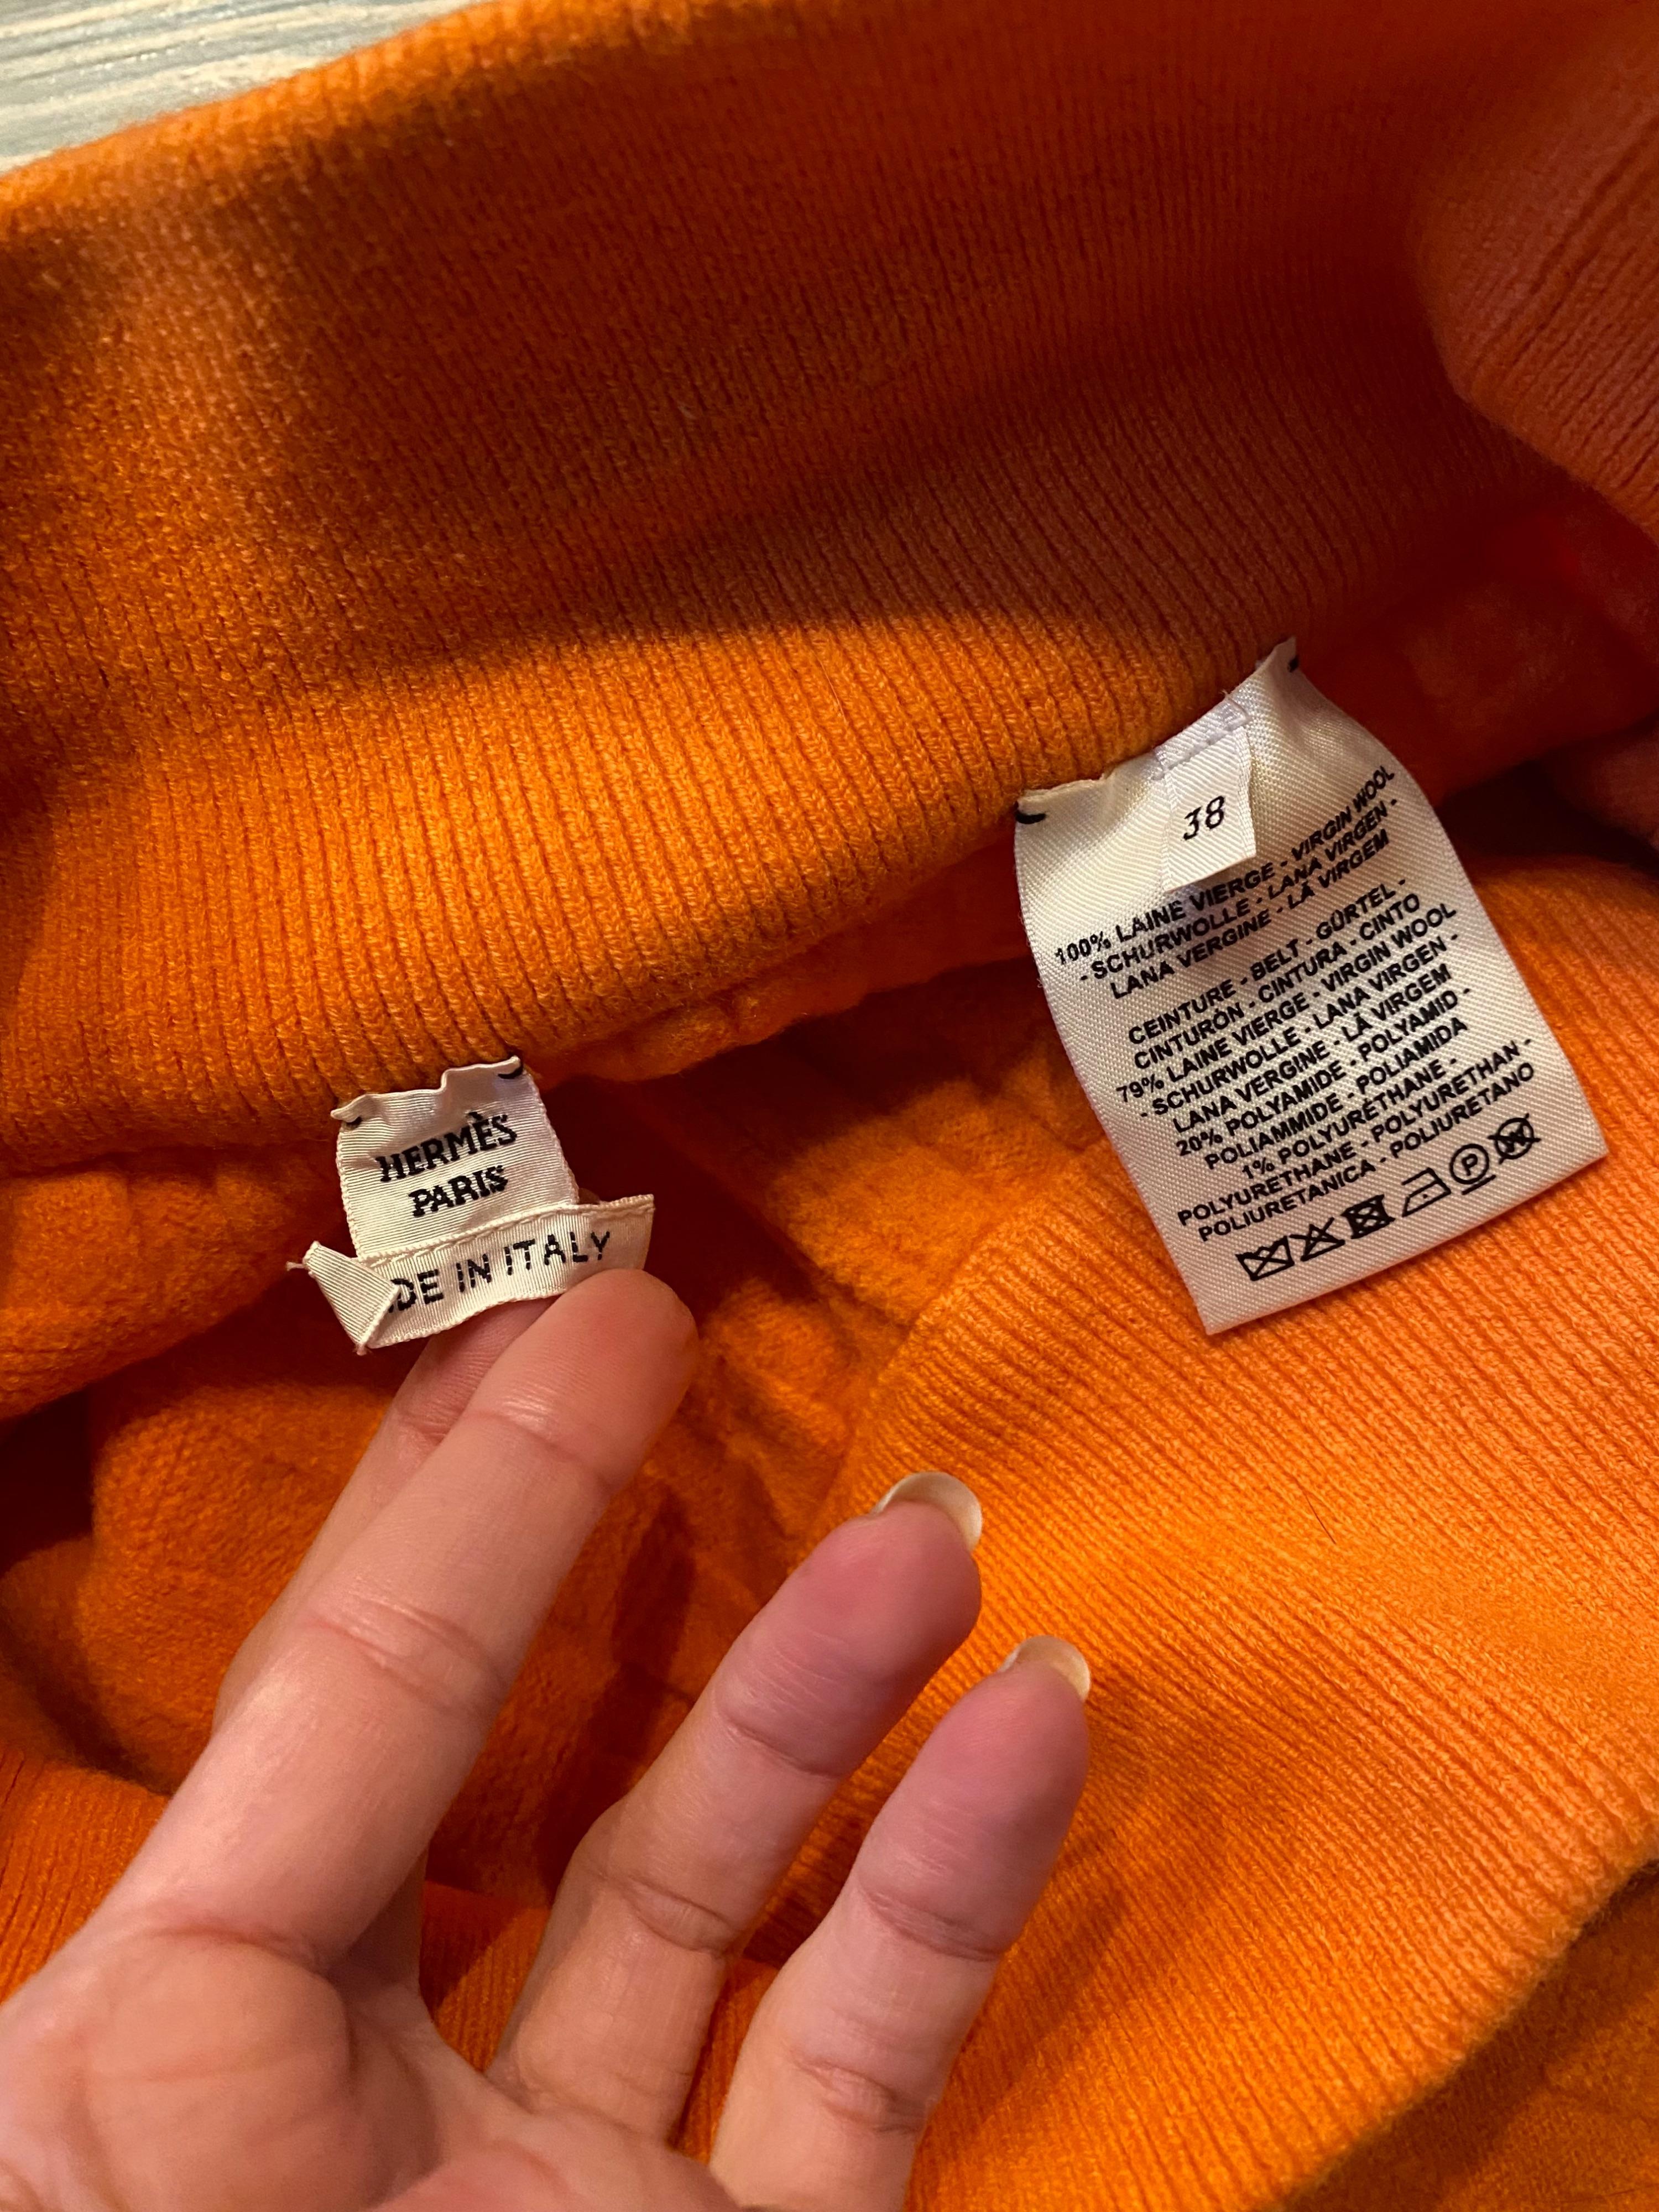 HERMÈS
PARIS
DE IN ITALY
38
100% LAINE VIERGE - VIRGIN WOOL
- SCHURWOLLE - LANA VIRGEN -
LANA VERGINE - LÃ VIRGEM
CEINTURE - BELT - GÜRTEL -
CINTURÓN - CINTURA - CINTO
79% LAINE VIERGE - VIRGIN WOOL
- SCHURWOLLE - LANA VIRGEN -
LANA VERGINE - LÃ VIRGEM
20% POLYAMIDE - POLYAMID -
POLIAMMIDE - POLIAMIDA
1% POLYURÉTHANE -
POLYURETHANE - POLYURETHAN -
POLIURETANICA - POLIURETANO
P
W